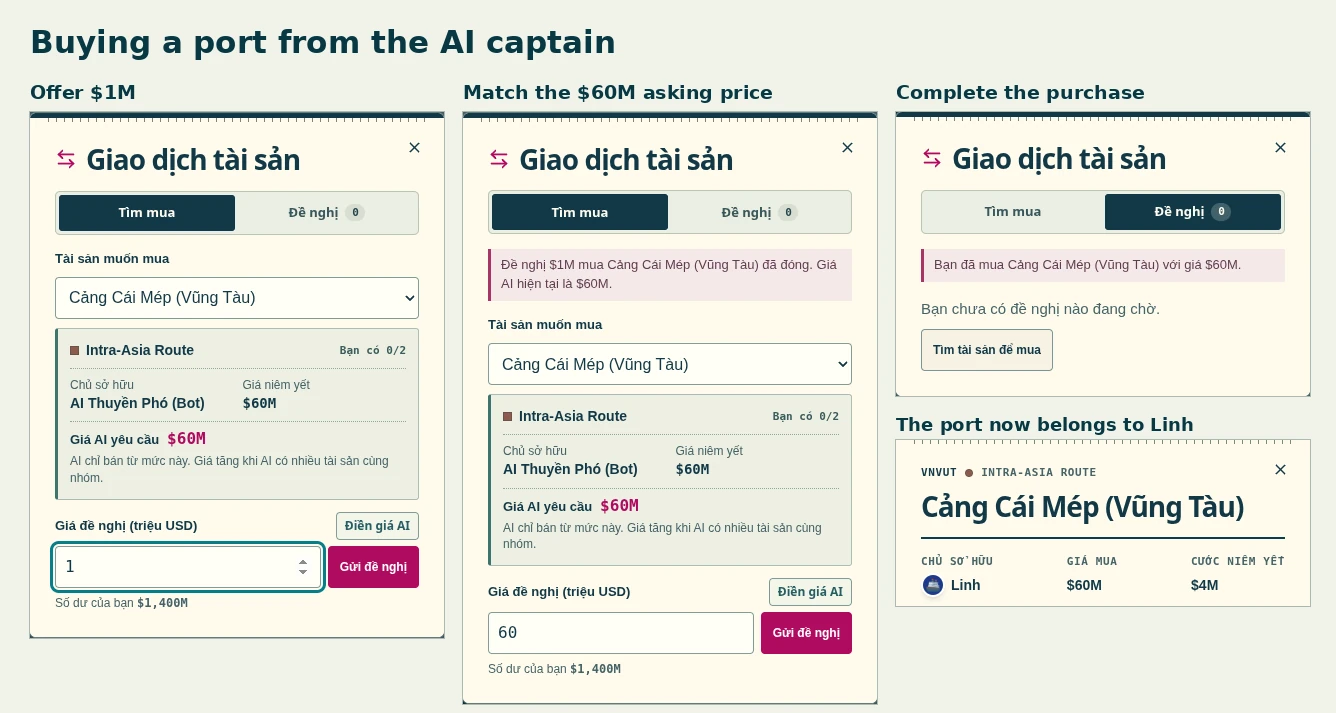 Buying a port from the AI captain
Offer $1M
Giao dịch tài sản
Tìm mua
Đề nghị 0
Tài sản muốn mua
Cảng Cái Mép (Vũng Tàu)
Intra-Asia Route
Bạn có 0/2
Chủ sở hữu
Giá niêm yết
AI Thuyền Phó (Bot)
$60M
Giá AI yêu cầu $60M
AI chỉ bán từ mức này. Giá tăng khi AI có nhiều tài sản cùng
nhóm.
Giá đề nghị (triệu USD)
Điền giá AI
1
Gửi đề nghị
Số dư của bạn $1,400M
Match the $60M asking price
Giao dịch tài sản
Tìm mua
Đề nghị 0
Đề nghị $1M mua Cảng Cái Mép (Vũng Tàu) đã đóng. Giá
AI hiện tại là $60M.
Tài sản muốn mua
Cảng Cái Mép (Vũng Tàu)
Intra-Asia Route
Bạn có 0/2
Chủ sở hữu
Giá niêm yết
AI Thuyền Phó (Bot)
$60M
Giá AI yêu cầu $60M
AI chỉ bán từ mức này. Giá tăng khi AI có nhiều tài sản cùng
nhóm.
Giá đề nghị (triệu USD)
Điền giá AI
60
Gửi đề nghị
Số dư của bạn $1,400M
Complete the purchase
Giao dịch tài sản
Tìm mua
Đề nghị 0
Bạn đã mua Cảng Cái Mép (Vũng Tàu) với giá $60M.
Bạn chưa có đề nghị nào đang chờ.
Tìm tài sản để mua
The port now belongs to Linh
VNVUT INTRA-ASIA ROUTE
Cảng Cái Mép (Vũng Tàu)
CHỦ SỞ HỮU
GIÁ MUA
CƯỚC NIÊM YẾT
Linh
$60M
$4M